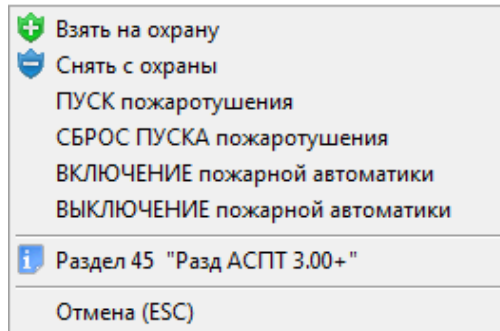 Взять на охрану
Снять с охраны
ПУСК пожаротушения
СБРОС ПУСКА пожаротушения
ВКЛЮЧЕНИЕ пожарной автоматики
ВЫКЛЮЧЕНИЕ пожарной автоматики
Раздел 45 "Разд АСПТ 3.00+"
Отмена (ESC)